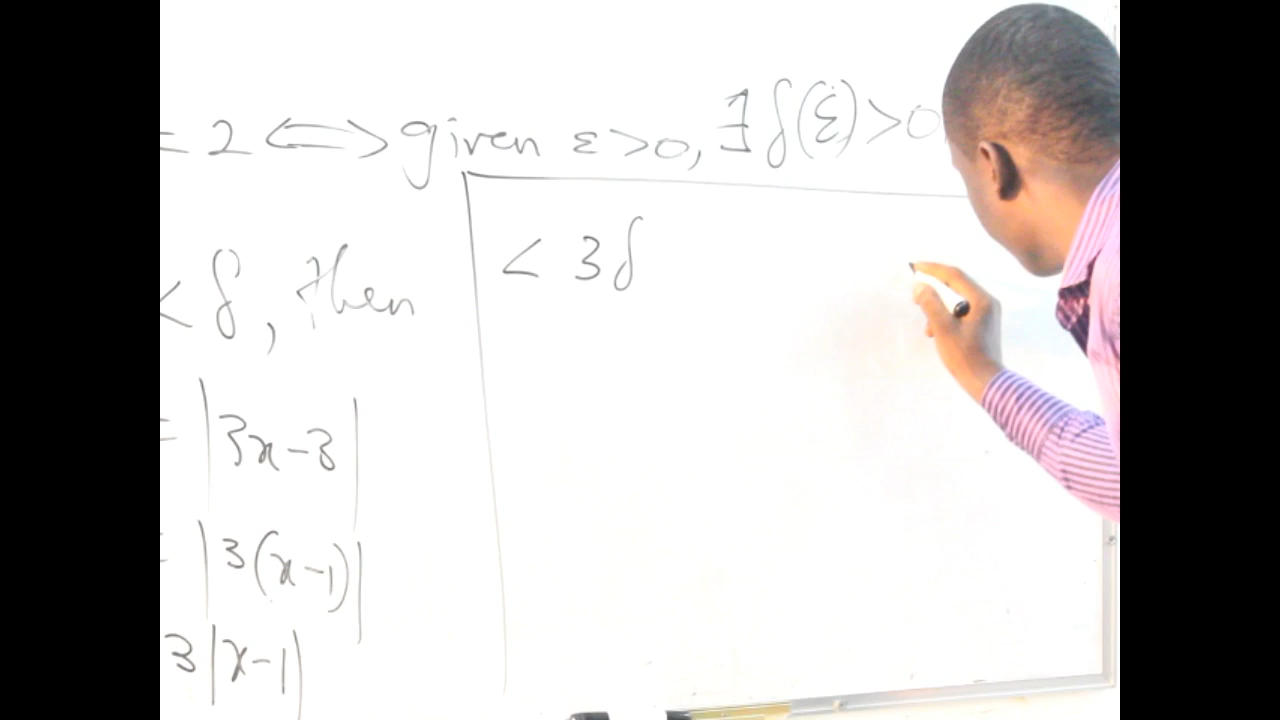 = 2 ⟺ given ε > 0, ∃ δ(ε) > 0
< δ, then
= |3x-3|
= |3(x-1)|
3|x-1|
< 3δ